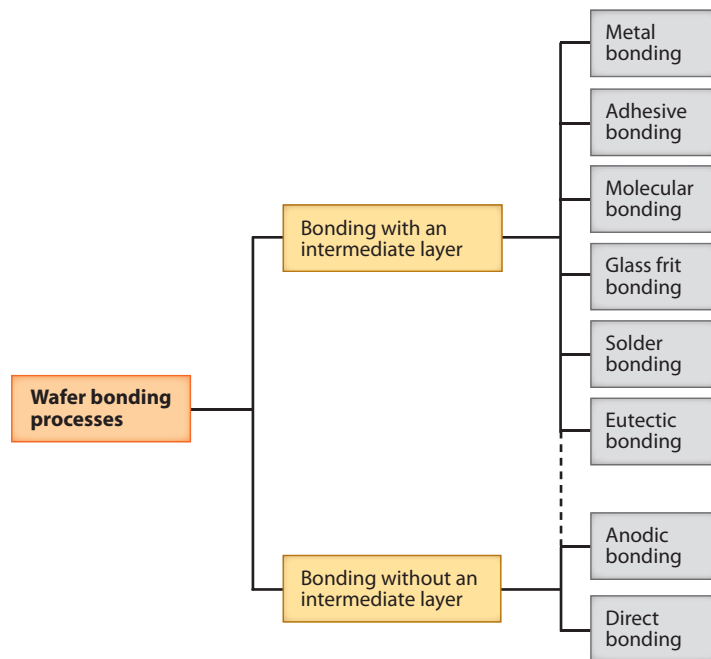 Wafer bonding
processes
Bonding with an
intermediate layer
Metal
bonding
Adhesive
bonding
Molecular
bonding
Glass frit
bonding
Solder
bonding
Eutectic
bonding
Bonding without an
intermediate layer
Anodic
bonding
Direct
bonding